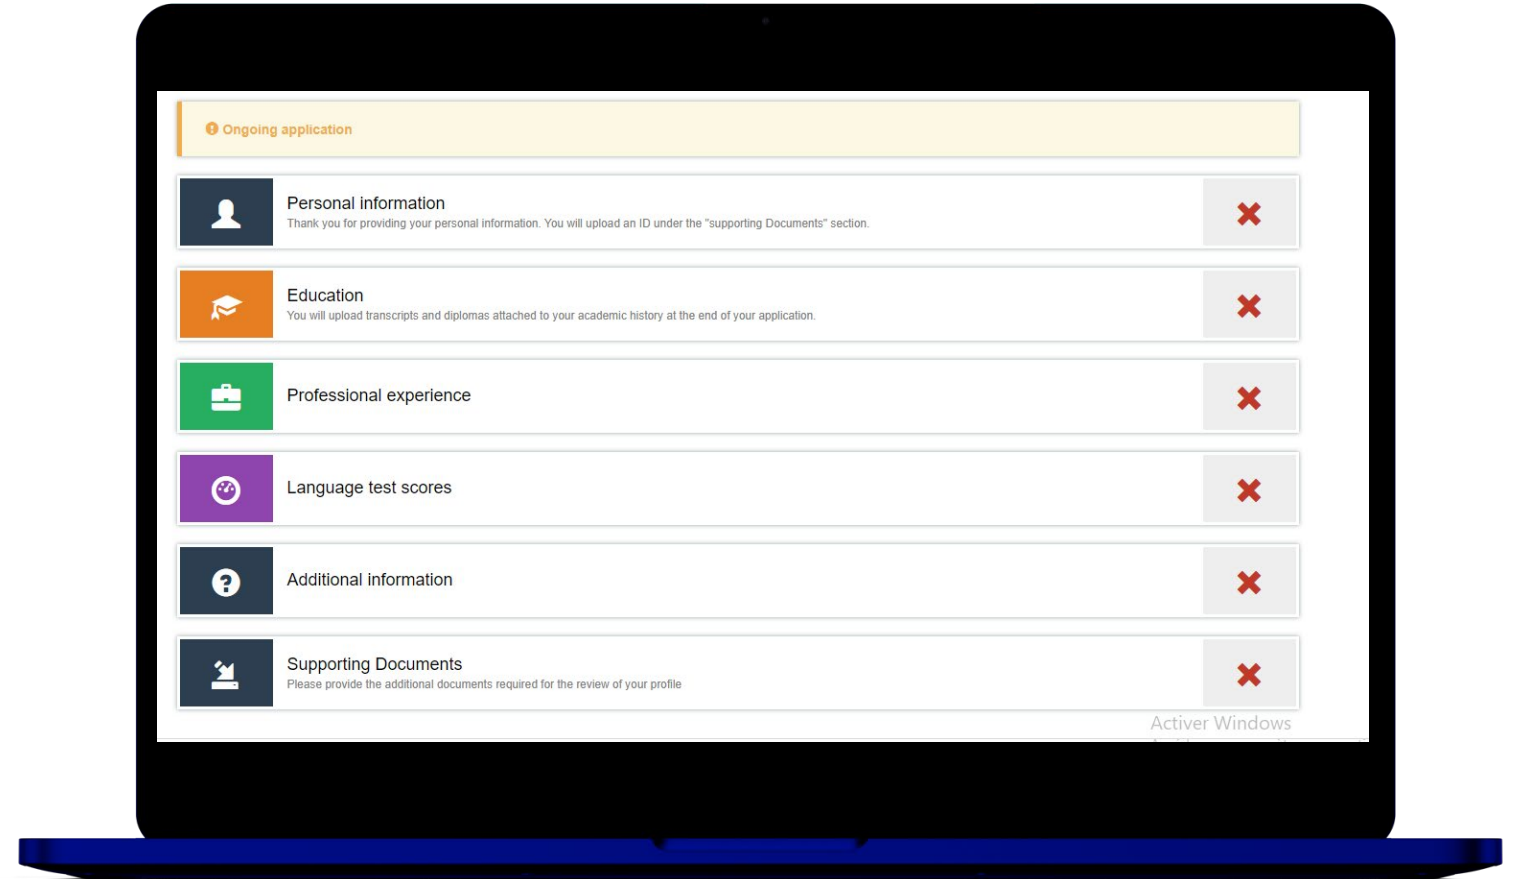 Ongoing application
Personal information
Thank you for providing your personal information. You will upload an ID under the "supporting Documents" section.
Education
You will upload transcripts and diplomas attached to your academic history at the end of your application.
Professional experience
Language test scores
Additional information
Supporting Documents
Please provide the additional documents required for the review of your profile
Activer Windows